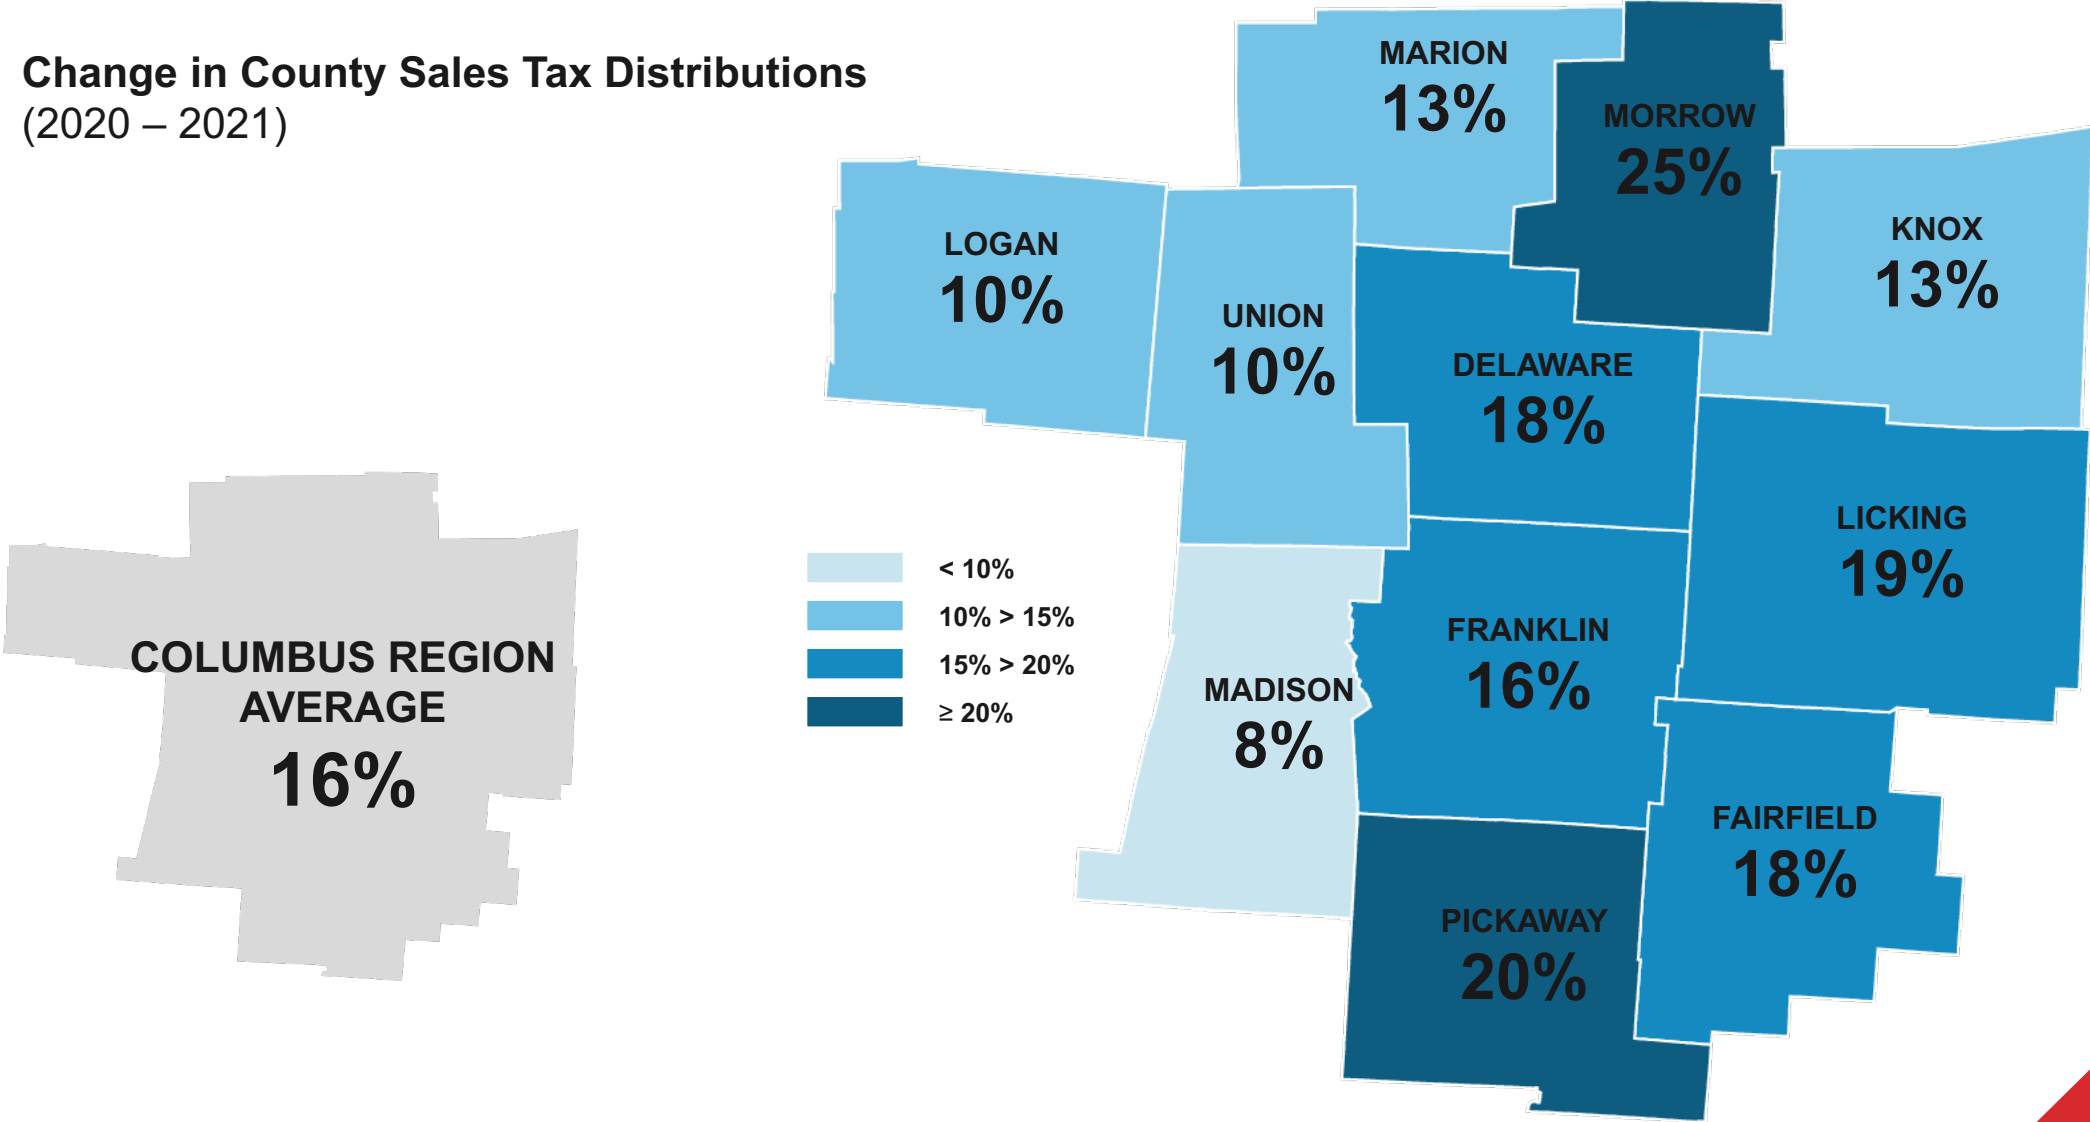 Change in County Sales Tax Distributions
(2020 – 2021)
MARION
13%
MORROW
25%
KNOX
13%
LOGAN
10%
UNION
10%
DELAWARE
18%
LICKING
19%
FRANKLIN
16%
MADISON
8%
FAIRFIELD
18%
PICKAWAY
20%
< 10%
10% > 15%
15% > 20%
≥ 20%
COLUMBUS REGION
AVERAGE
16%